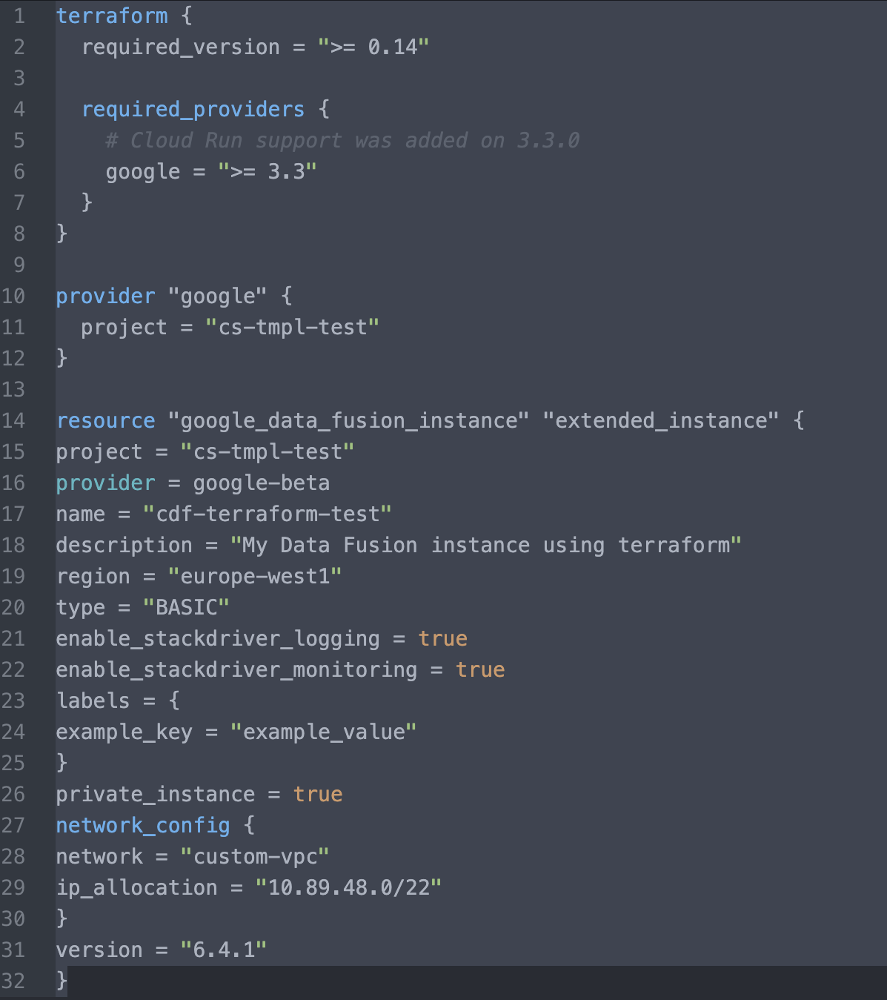 1 terraform {
2   required_version = ">= 0.14"
3
4   required_providers {
5     # Cloud Run support was added on 3.3.0
6     google = ">= 3.3"
7   }
8 }
9
10 provider "google" {
11   project = "cs-tmpl-test"
12 }
13
14 resource "google_data_fusion_instance" "extended_instance" {
15 project = "cs-tmpl-test"
16 provider = google-beta
17 name = "cdf-terraform-test"
18 description = "My Data Fusion instance using terraform"
19 region = "europe-west1"
20 type = "BASIC"
21 enable_stackdriver_logging = true
22 enable_stackdriver_monitoring = true
23 labels = {
24 example_key = "example_value"
25 }
26 private_instance = true
27 network_config {
28 network = "custom-vpc"
29 ip_allocation = "10.89.48.0/22"
30 }
31 version = "6.4.1"
32 }